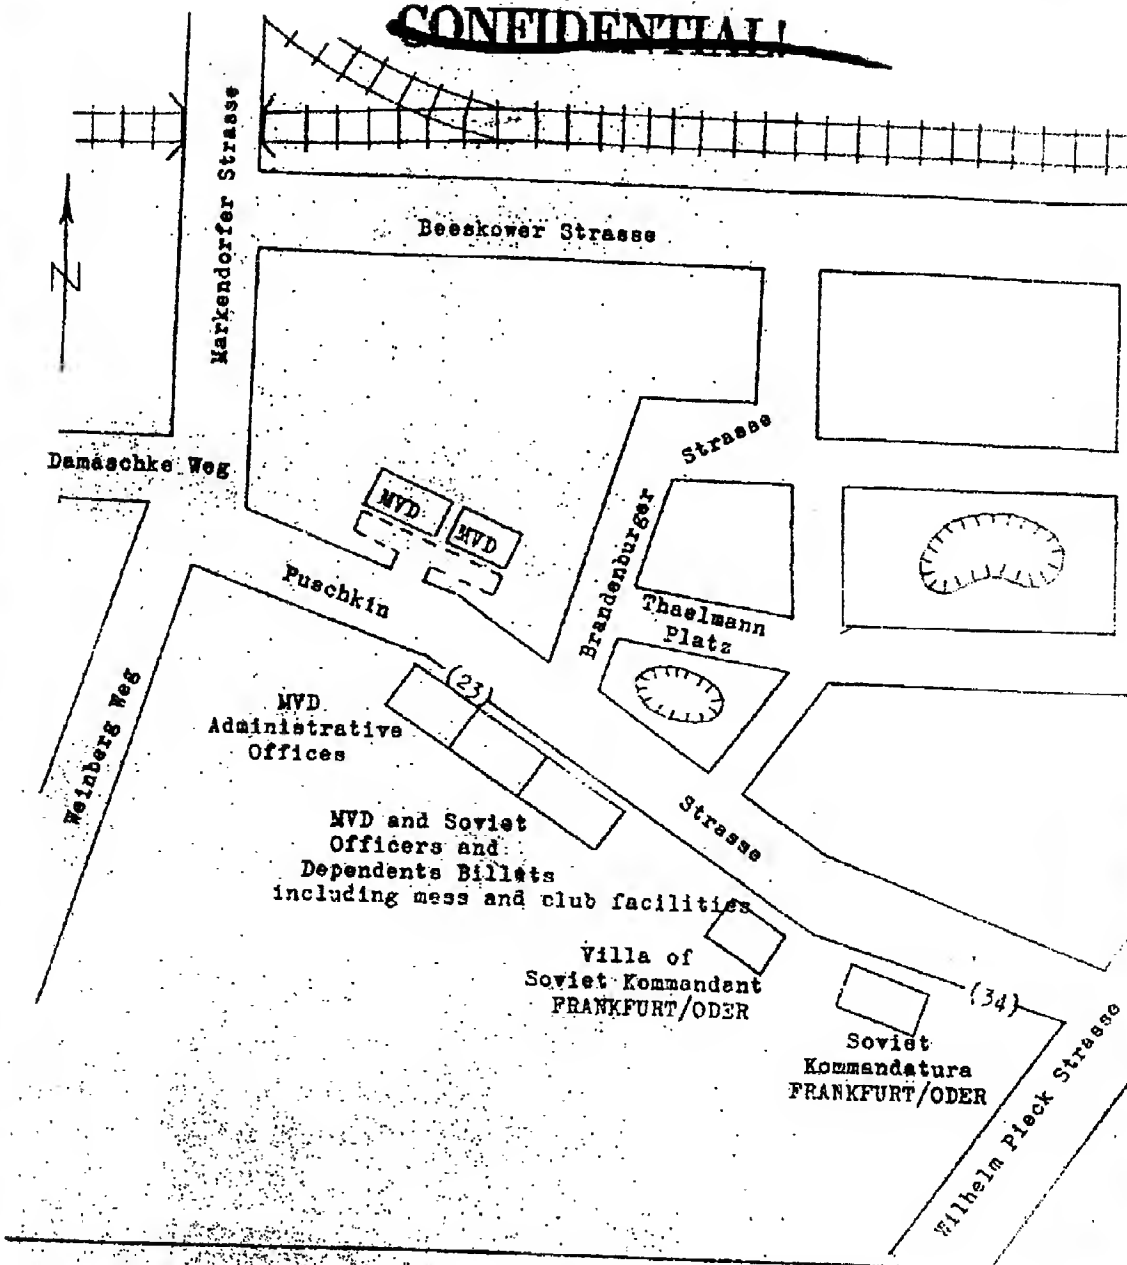 CONFIDENTIAL!
Markendorfer Strasse
N
Beeskower Strasse
Damaschke Weg
MVD
MVD
Puschkin
Brandenburger
Strasse
Thaelmann
Platz
Weinberg Weg
(23)
MVD
Administrative
Offices
MVD and Soviet
Officers and
Dependents Billets
including mess and club facilities
Strasse
Villa of
Soviet Kommandant
FRANKFURT/ODER
(34)
Soviet
Kommandatura
FRANKFURT/ODER
Wilhelm Pieck Strasse